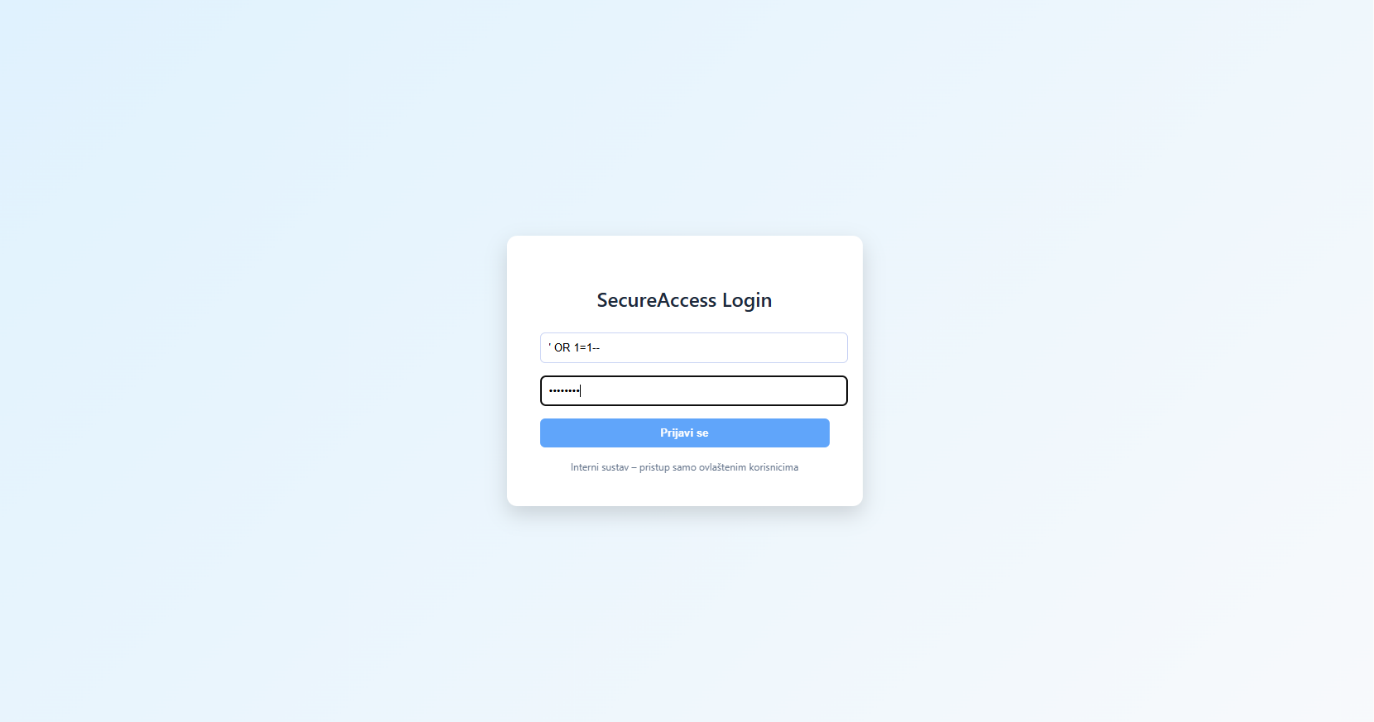 SecureAccess Login
' OR 1=1--
••••••••
Prijavi se
Interni sustav – pristup samo ovlaštenim korisnicima